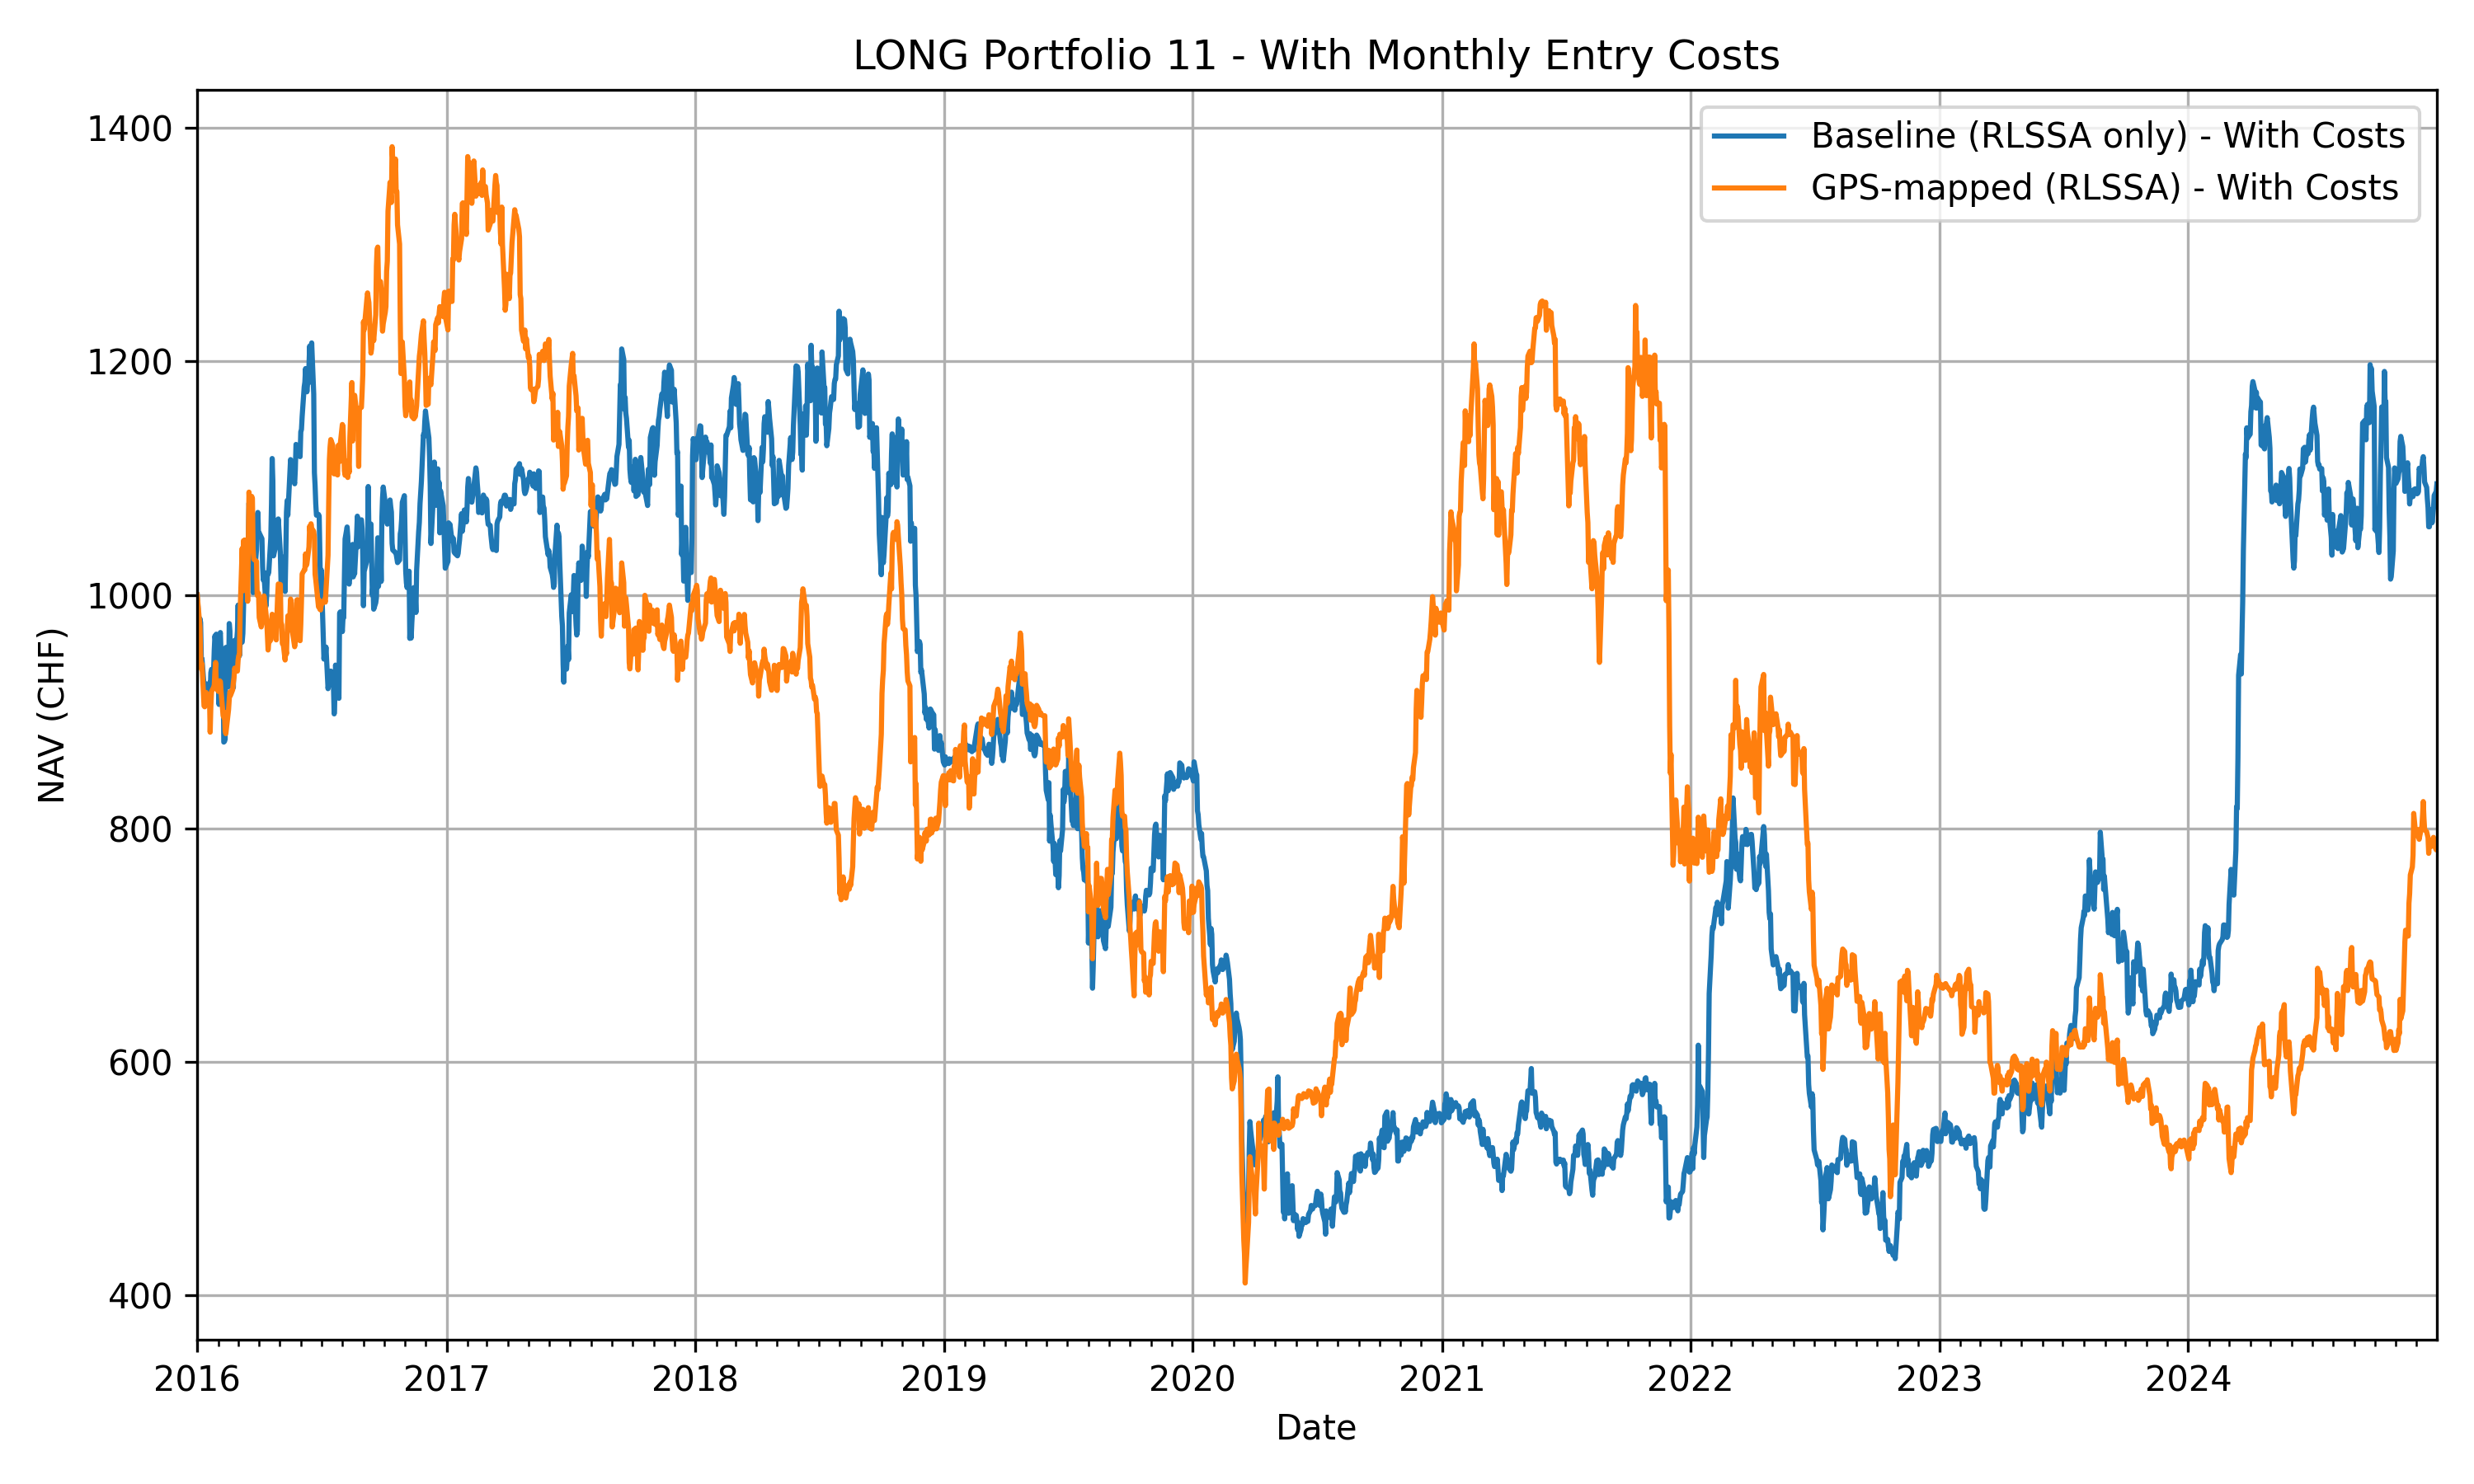 LONG Portfolio 11 - With Monthly Entry Costs
Baseline (RLSSA only) - With Costs
GPS-mapped (RLSSA) - With Costs
NAV (CHF)
1400
1200
1000
800
600
400
2016 2017 2018 2019 2020 2021 2022 2023 2024
Date